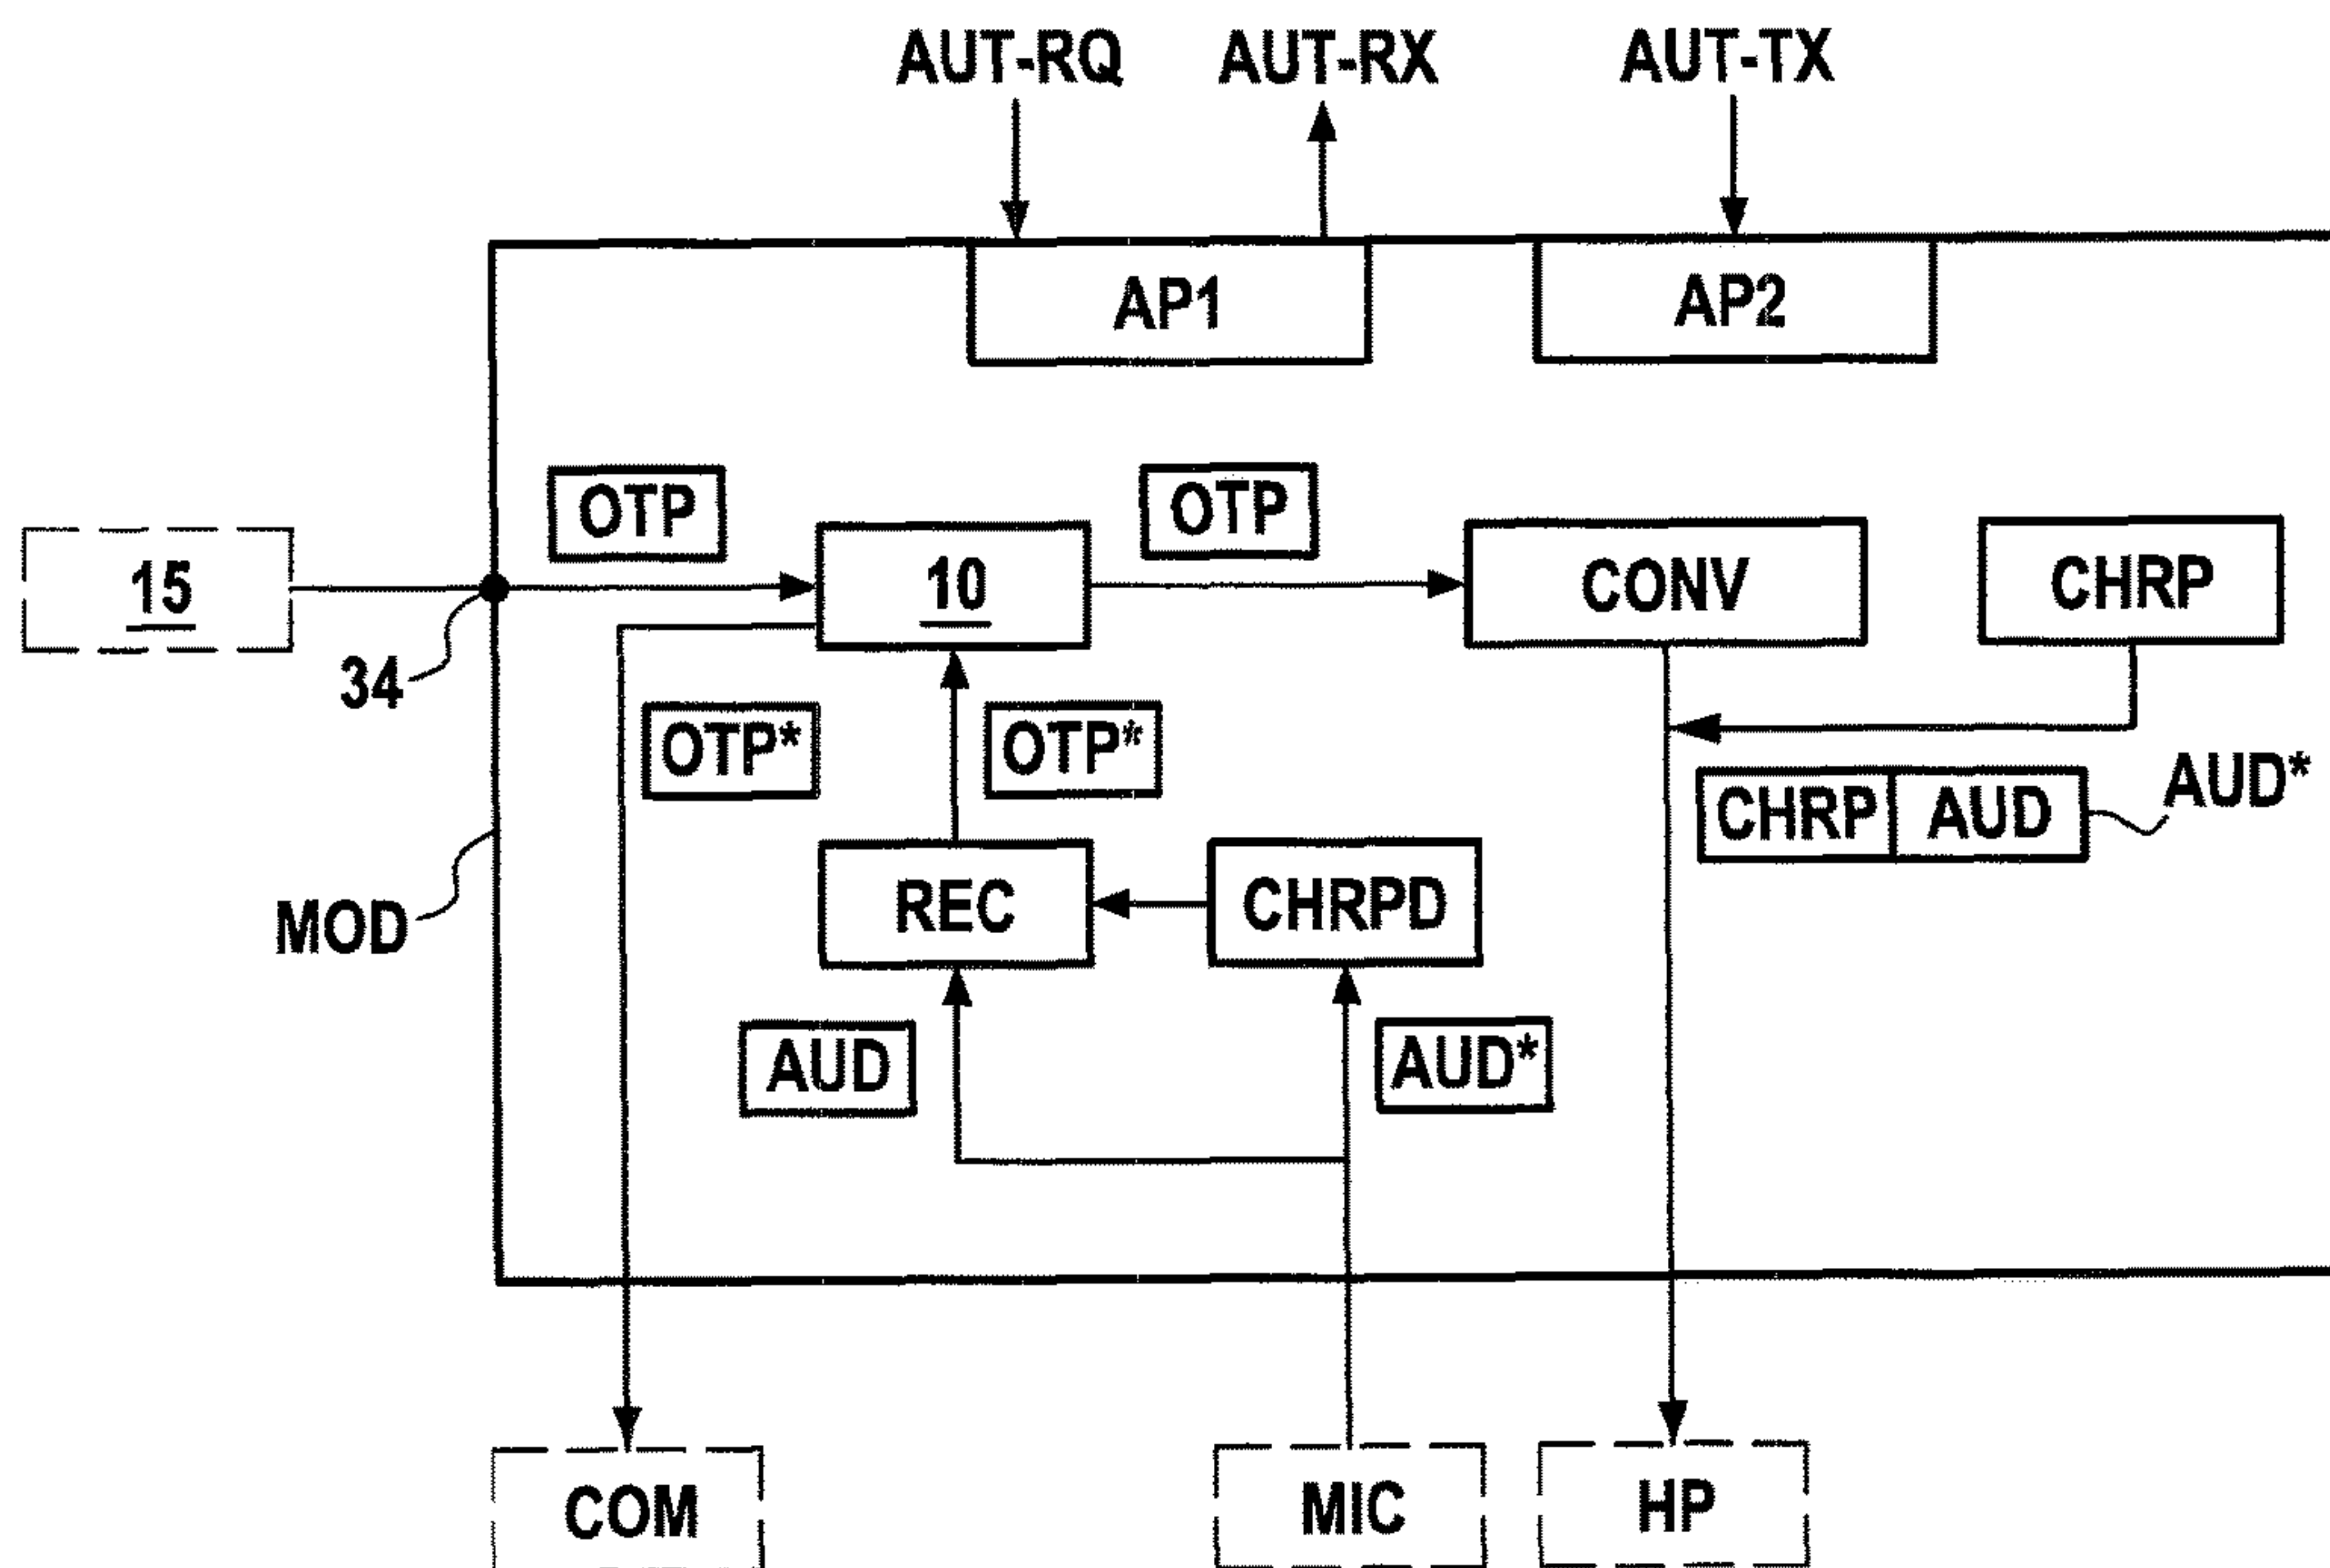 AUT-RQ AUT-RX AUT-TX
AP1 AP2
OTP OTP
15 10 CONV CHRP
34
OTP* OTP* AUD*
CHRP AUD
REC CHRPD
MOD
AUD AUD*
COM MIC HP